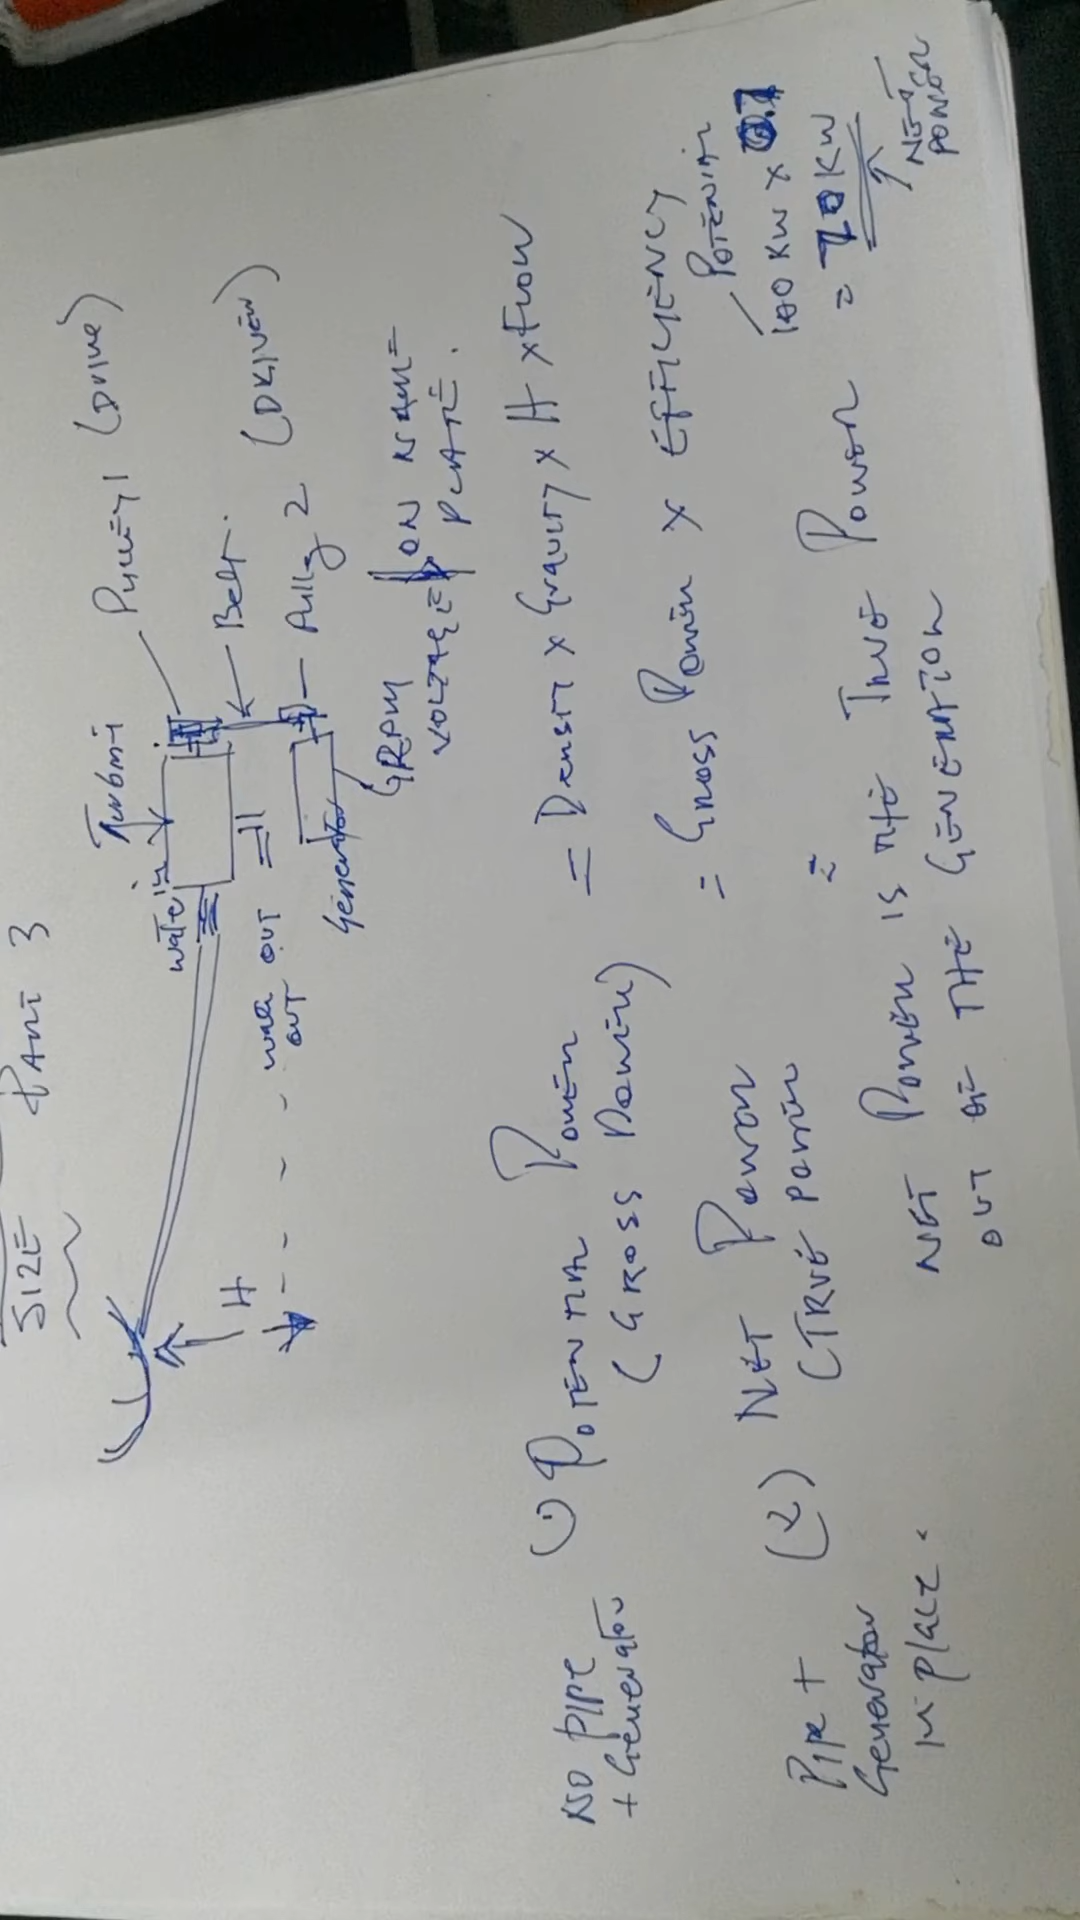 SIZE PART 3
Turbine
Pulley 1 (Drive)
water in
Belt.
H
water out
OUT
Pully 2 (DRIVEN)
Generator
GRPM
VOLTAGE } ON NAME
PLATE.
NO PIPE
+ Generator
(1) POTENTIAL POWER = Density x Gravity x H x Flow
(GROSS POWER)
PIPE +
Generator
in place.
(2) NET POWER = GROSS POWER x EFFICIENCY
(TRUE POWER)
= POTENTIAL
100 KW x 0.7
= 70 KW
NET
POWER
NET POWER IS THE TRUE POWER
OUT OF THE GENERATION